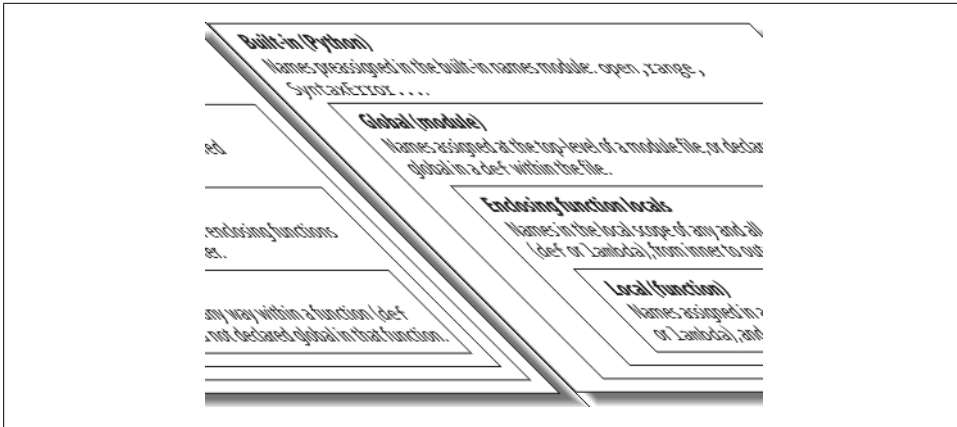 Built-in (Python)
Names preassigned in the built-in names module: open, range,
SyntaxError....
Global (module)
Names assigned at the top-level of a module file, or declar
global in a def within the file.
Enclosing function locals
Names in the local scope of any and all
(def or lambda), from inner to out
Local (function)
Names assigned in a
or lambda), and
ed
enclosing functions
er.
any way within a function (def
not declared global in that function.